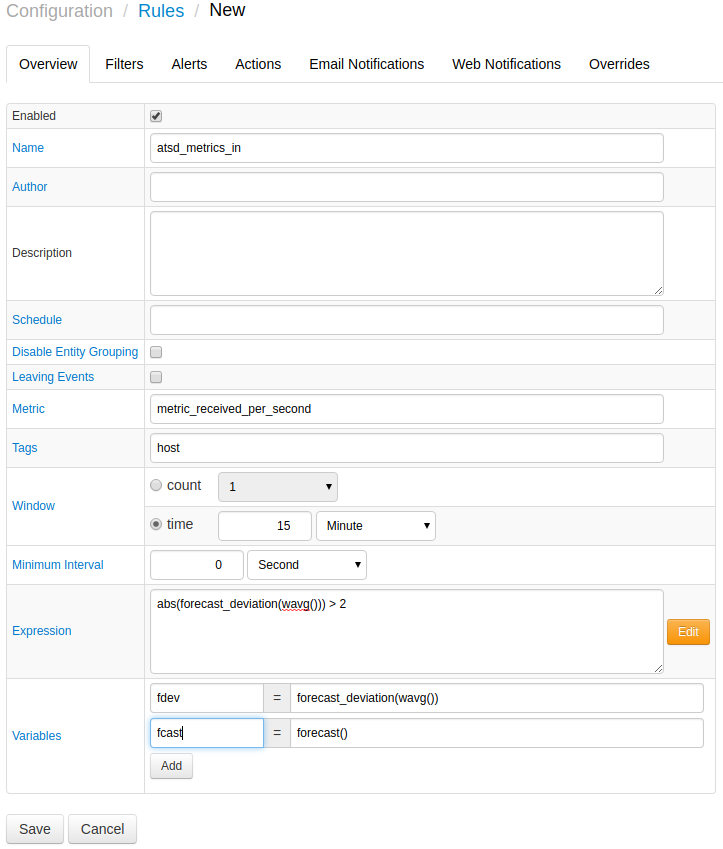 Configuration / Rules / New
Overview Filters Alerts Actions Email Notifications Web Notifications Overrides
Enabled
Name atsd_metrics_in
Author
Description
Schedule
Disable Entity Grouping
Leaving Events
Metric metric_received_per_second
Tags host
Window count 1
time 15 Minute
Minimum Interval 0 Second
Expression abs(forecast_deviation(wavg())) > 2 Edit
Variables fdev = forecast_deviation(wavg())
fcast = forecast()
Add
Save Cancel